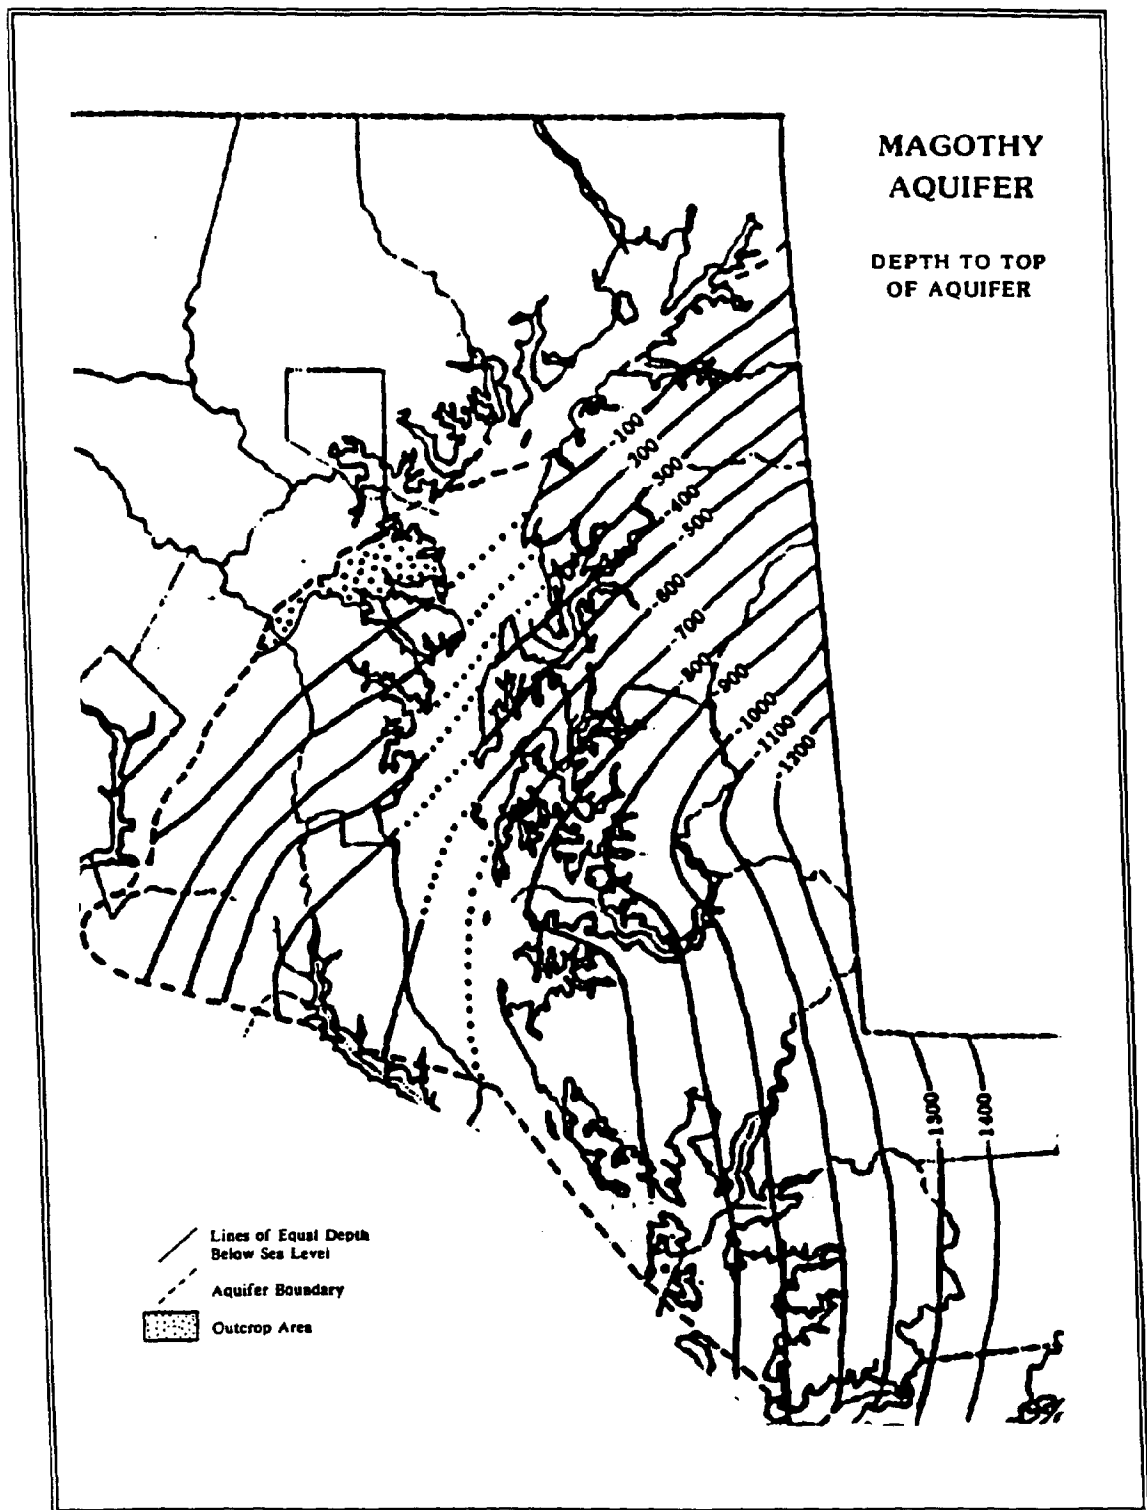 MAGOTHY
AQUIFER
DEPTH TO TOP
OF AQUIFER
-100
200
300
-400
-500
-600
-700
-800
-900
-1000
-1100
-1200
1300
1400
Lines of Equal Depth
Below Sea Level
Aquifer Boundary
Outcrop Area